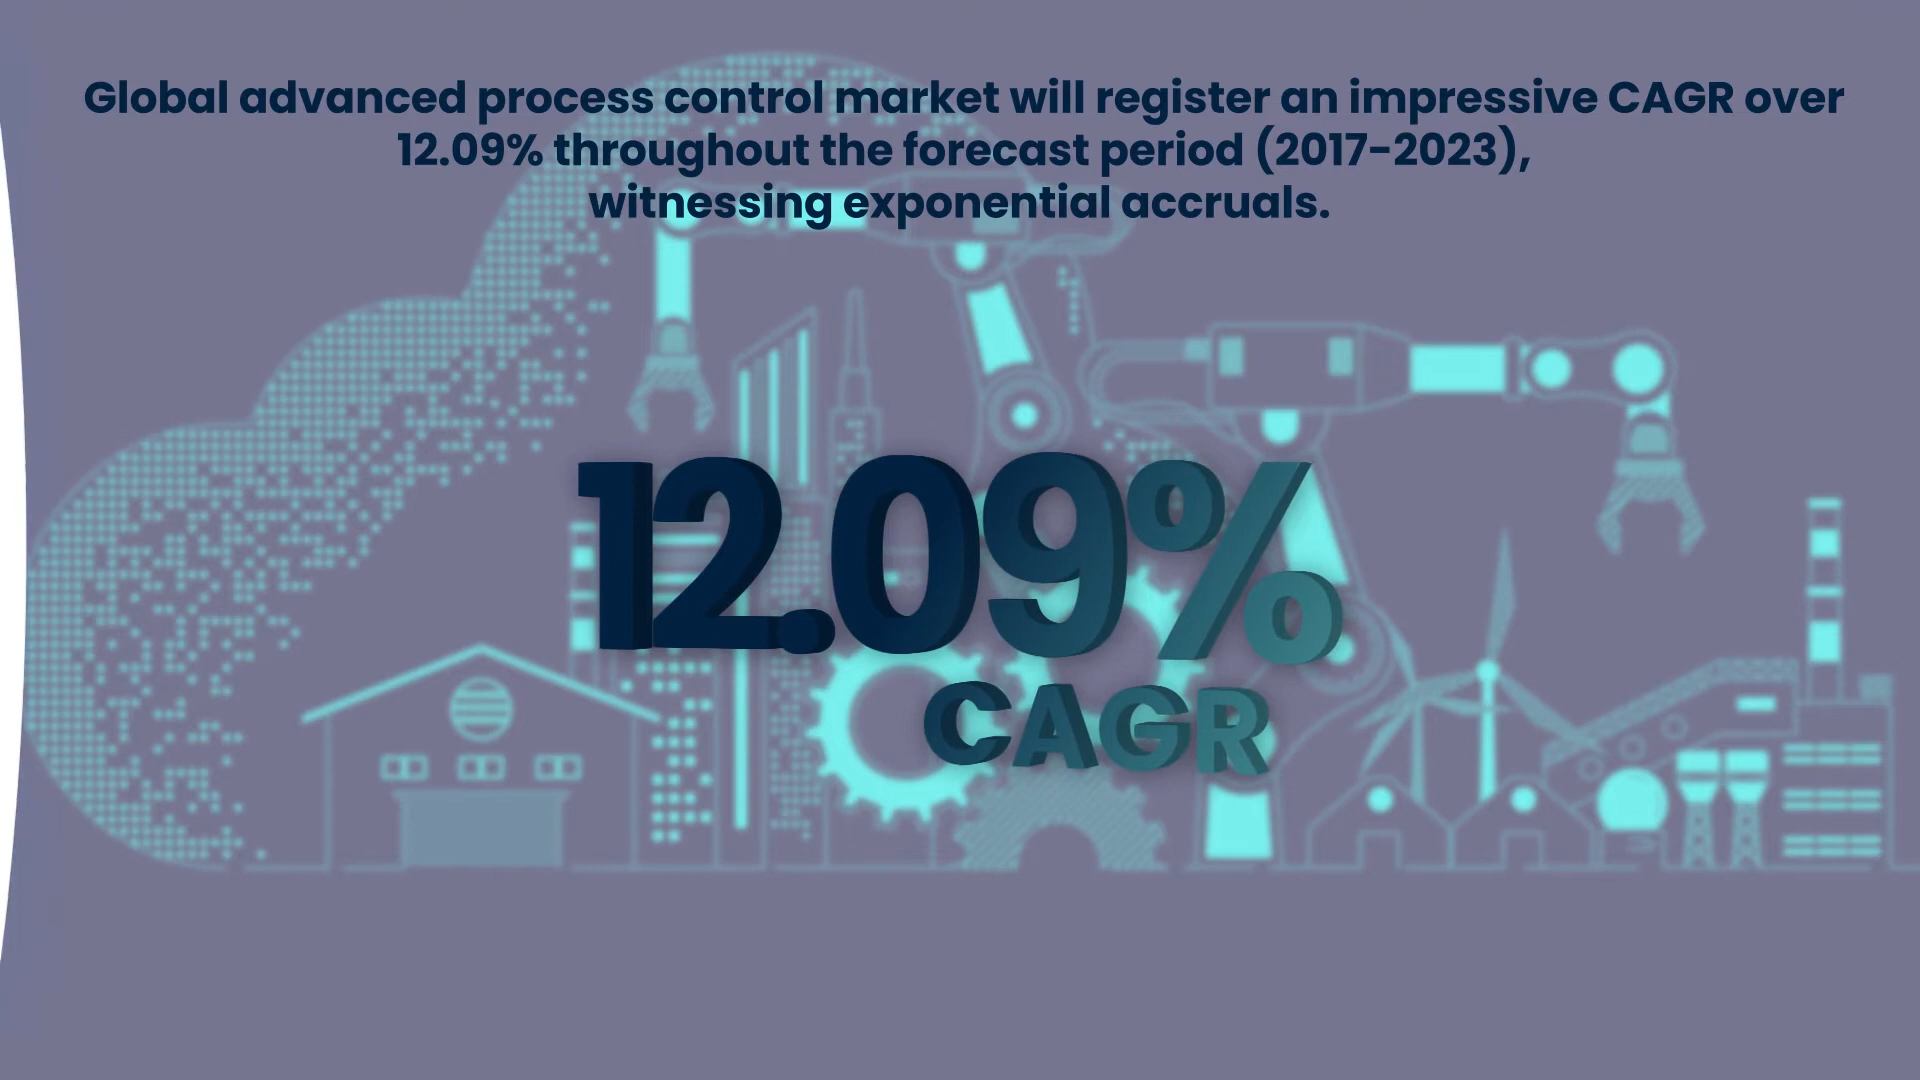 Global advanced process control market will register an impressive CAGR over
12.09% throughout the forecast period (2017-2023),
witnessing exponential accruals.
12.09%
CAGR